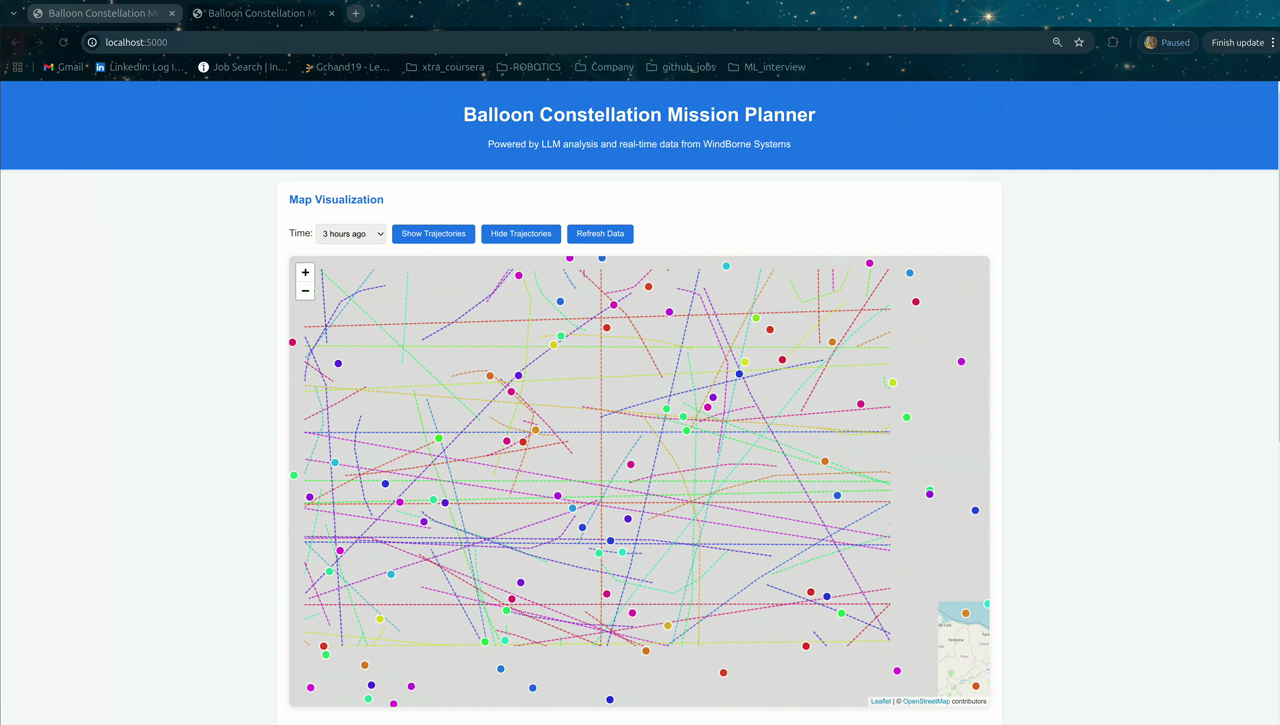 Balloon Constellation Mi
Balloon Constellation M
localhost:5000
Paused
Finish update
Gmail
LinkedIn: Log I...
Job Search | In...
Gchand19 - Le...
xtra_coursera
ROBOTICS
Company
github_jobs
ML_interview
Balloon Constellation Mission Planner
Powered by LLM analysis and real-time data from WindBorne Systems
Map Visualization
Time: 3 hours ago Show Trajectories Hide Trajectories Refresh Data
+
−
Leaflet | © OpenStreetMap contributors